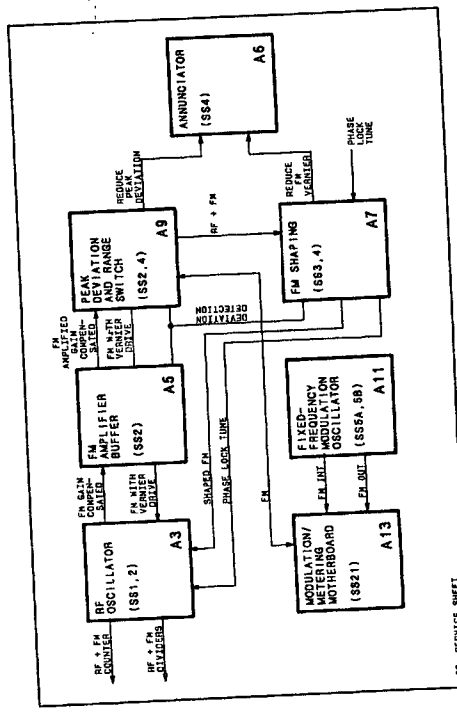 RF + FM
COUNTER
RF + FM
DIVIDERS
RF
OSCILLATOR
(SS1,2)
A3
FM GAIN
COMPEN-
SATED
FM WITH
VERNIER
DRIVE
FM
AMPLIFIER
BUFFER
(SS2)
A5
FM
AMPLIFIED
GAIN
COMPEN-
SATED
FM WITH
VERNIER
DRIVE
PEAK
DEVIATION
AND RANGE
SWITCH
(SS2,4)
A9
REDUCE
PEAK
DEVIATION
ANNUNCIATOR
(SS4)
A6
SHAPED FM
PHASE LOCK TUNE
DEVIATION
DETECTION
FM
RF + FM
REDUCE
FM
VERNIER
MODULATION/
METERING
MOTHERBOARD
(SS21)
A13
FM INT
FM OUT
FIXED-
FREQUENCY
MODULATION
OSCILLATOR
(SS5A,5B)
A11
FM SHAPING
(SS3,4)
A7
PHASE
LOCK
TUNE
SERVICE SHEET